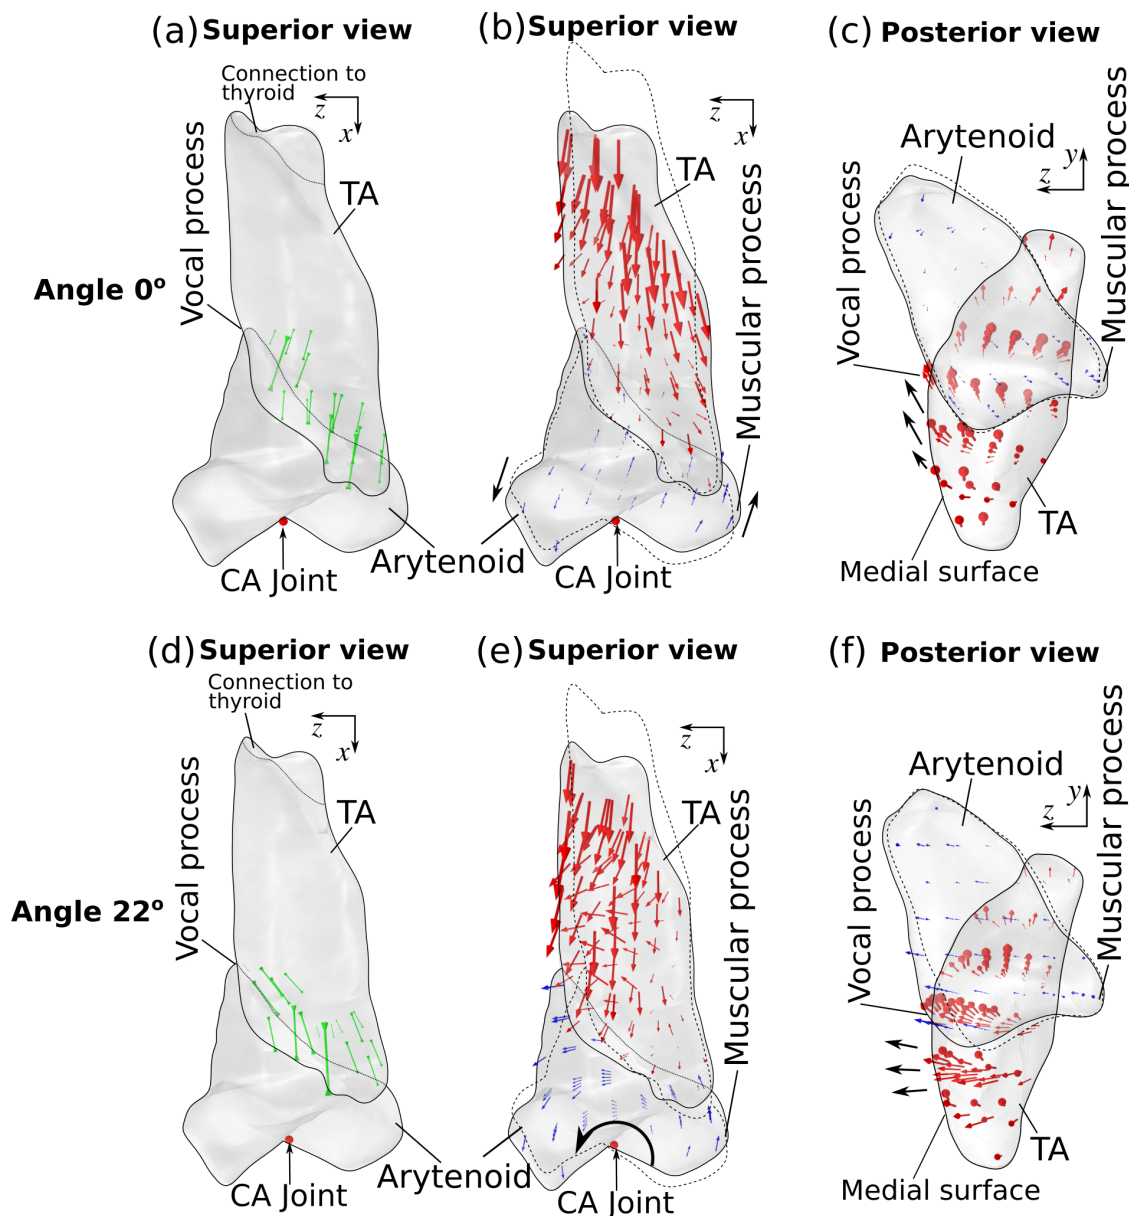 (a) Superior view
Connection to
thyroid
z
x
Vocal process
TA
Angle 0º
Arytenoid
CA Joint
(b) Superior view
z
x
TA
Muscular process
CA Joint
(c) Posterior view
Arytenoid
y
z
Vocal process
Muscular process
TA
Medial surface
(d) Superior view
Connection to
thyroid
z
x
Vocal process
TA
Angle 22º
Arytenoid
CA Joint
(e) Superior view
z
x
TA
Muscular process
CA Joint
(f) Posterior view
Arytenoid
y
z
Vocal process
Muscular process
TA
Medial surface